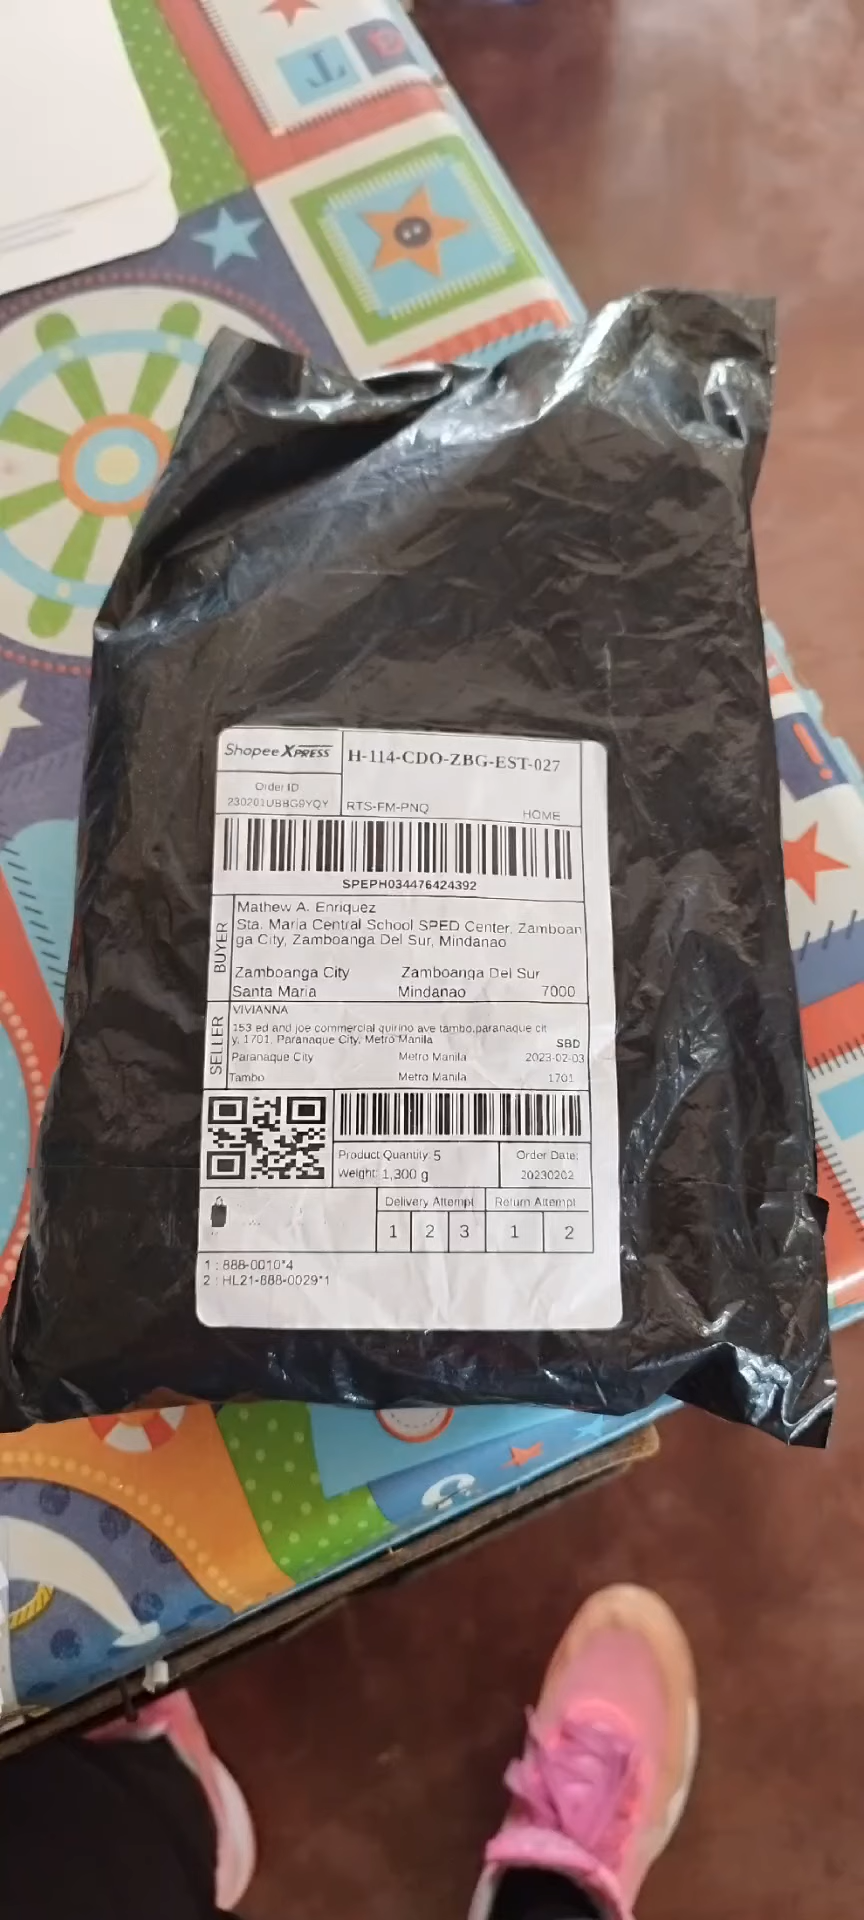 T
ShopeeXPRESS
H-114-CDO-ZBG-EST-027
Order ID
230201UBBG9YQY
RTS-FM-PNQ
HOME
SPEPH034476424392
BUYER
Mathew A. Enriquez
Sta. Maria Central School SPED Center, Zamboan
ga City, Zamboanga Del Sur, Mindanao
Zamboanga City Zamboanga Del Sur
Santa Maria Mindanao 7000
SELLER
VIVIANNA
153 ed and joe commercial quirino ave tambo,paranaque cit
y, 1701, Paranaque City, Metro Manila
SBD
Paranaque City Metro Manila 2023-02-03
Tambo Metro Manila 1701
Product Quantity: 5
Weight: 1,300 g
Order Date:
20230202
Delivery Attempt Return Attempt
1 2 3 1 2
1 : 888-0010*4
2 : HL21-888-0029*1